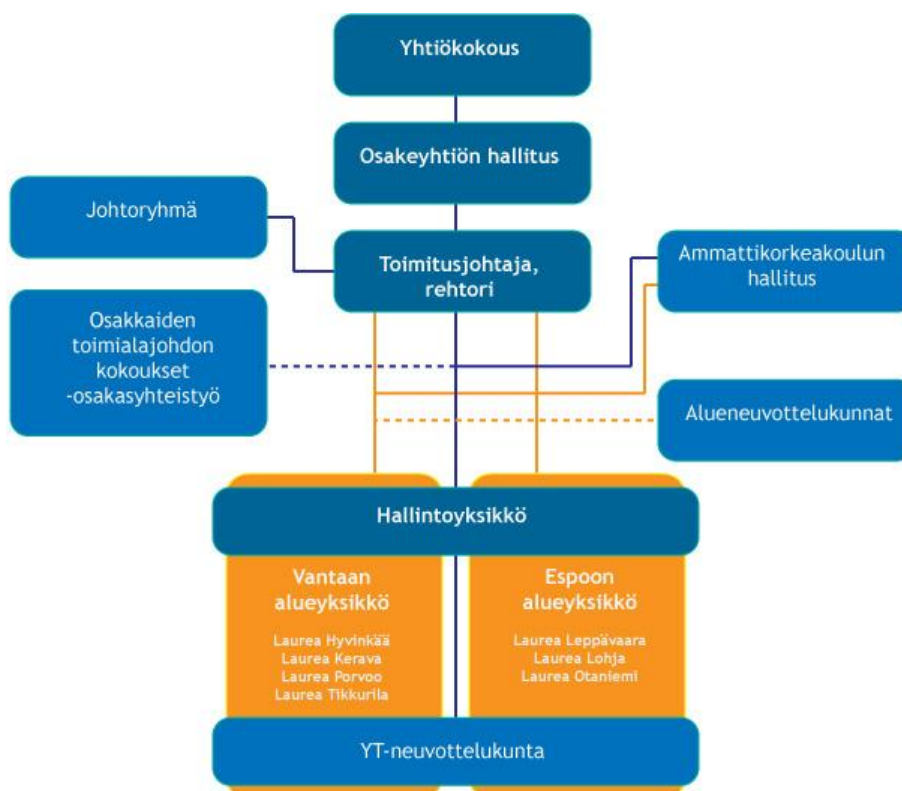 Yhtiökokous
Osakeyhtiön hallitus
Johtoryhmä
Toimitusjohtaja,
rehtori
Ammattikorkeakoulun
hallitus
Osakkaiden
toimialajohdon
kokoukset
-osakasyhteistyö
Alueneuvottelukunnat
Hallintoyksikkö
Vantaan
alueyksikkö
Laurea Hyvinkää
Laurea Kerava
Laurea Porvoo
Laurea Tikkurila
Espoon
alueyksikkö
Laurea Leppävaara
Laurea Lohja
Laurea Otaniemi
YT-neuvottelukunta